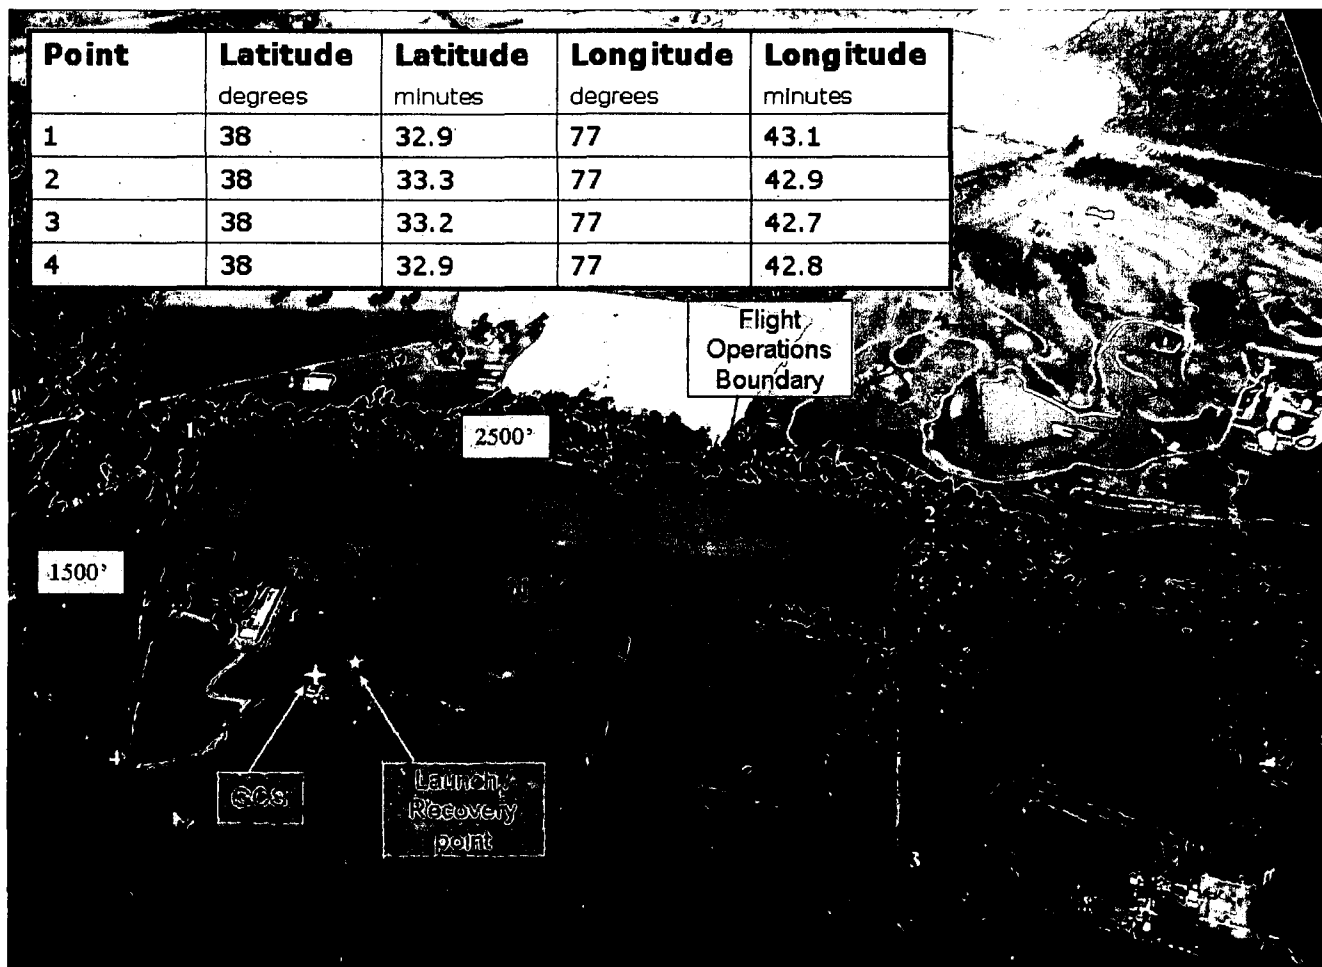 Point Latitude Latitude Longitude Longitude
degrees minutes degrees minutes
1 38 32.9 77 43.1
2 38 33.3 77 42.9
3 38 33.2 77 42.7
4 38 32.9 77 42.8
Flight
Operations
Boundary
1
2500'
2
1500'
4
GCS
Launch/
Recovery
point
3